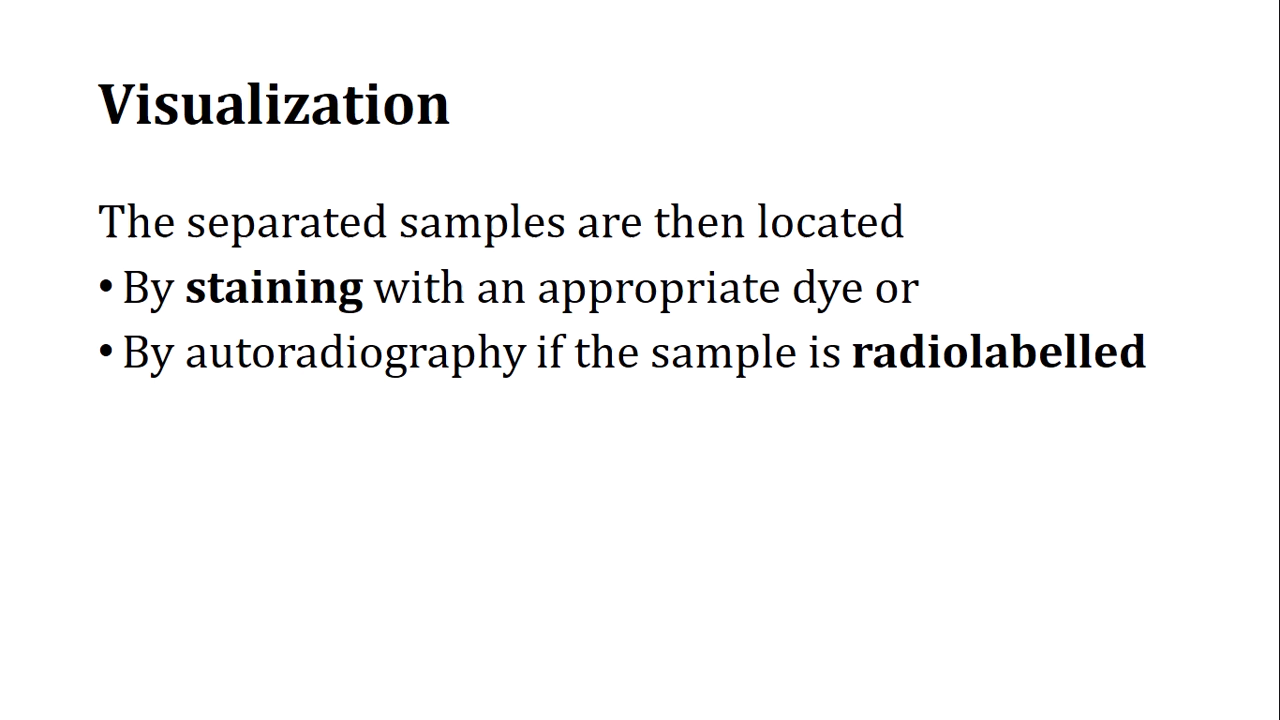 Visualization
The separated samples are then located
• By staining with an appropriate dye or
• By autoradiography if the sample is radiolabelled